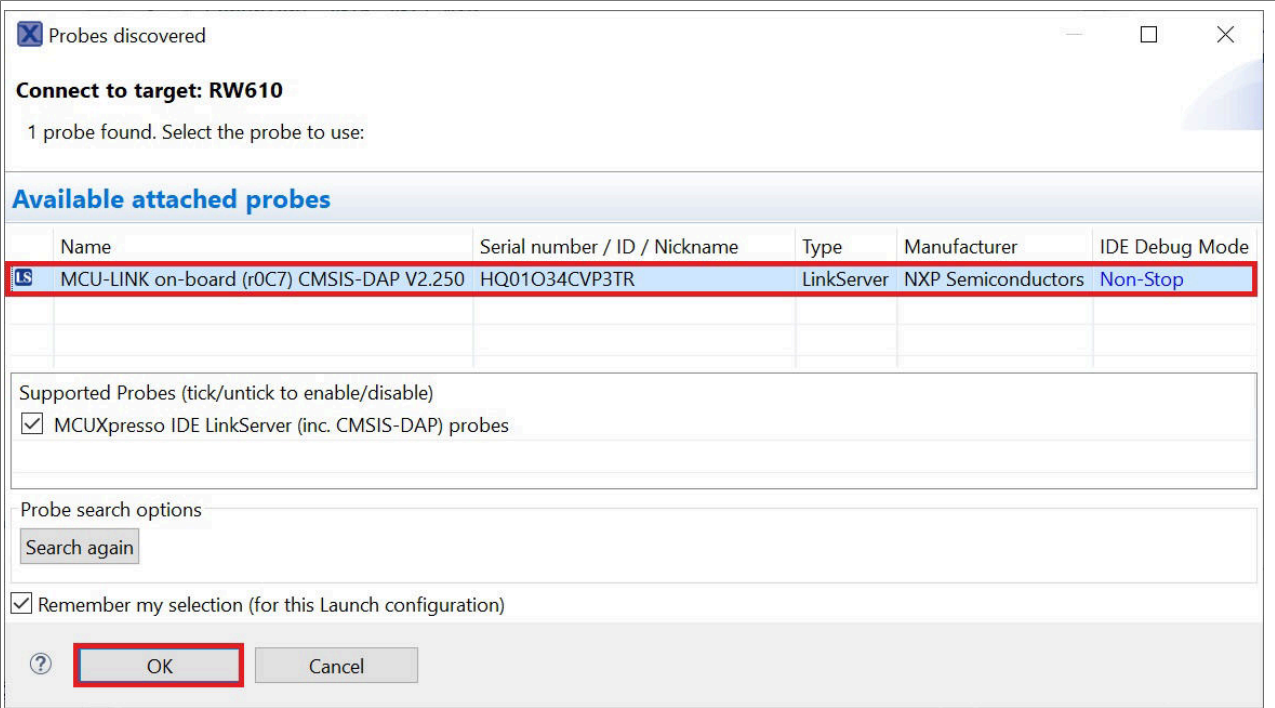 Probes discovered
Connect to target: RW610
1 probe found. Select the probe to use:
Available attached probes
Name Serial number / ID / Nickname Type Manufacturer IDE Debug Mode
LS MCU-LINK on-board (r0C7) CMSIS-DAP V2.250 HQ01O34CVP3TR LinkServer NXP Semiconductors Non-Stop
Supported Probes (tick/untick to enable/disable)
MCUXpresso IDE LinkServer (inc. CMSIS-DAP) probes
Probe search options
Search again
Remember my selection (for this Launch configuration)
? OK Cancel